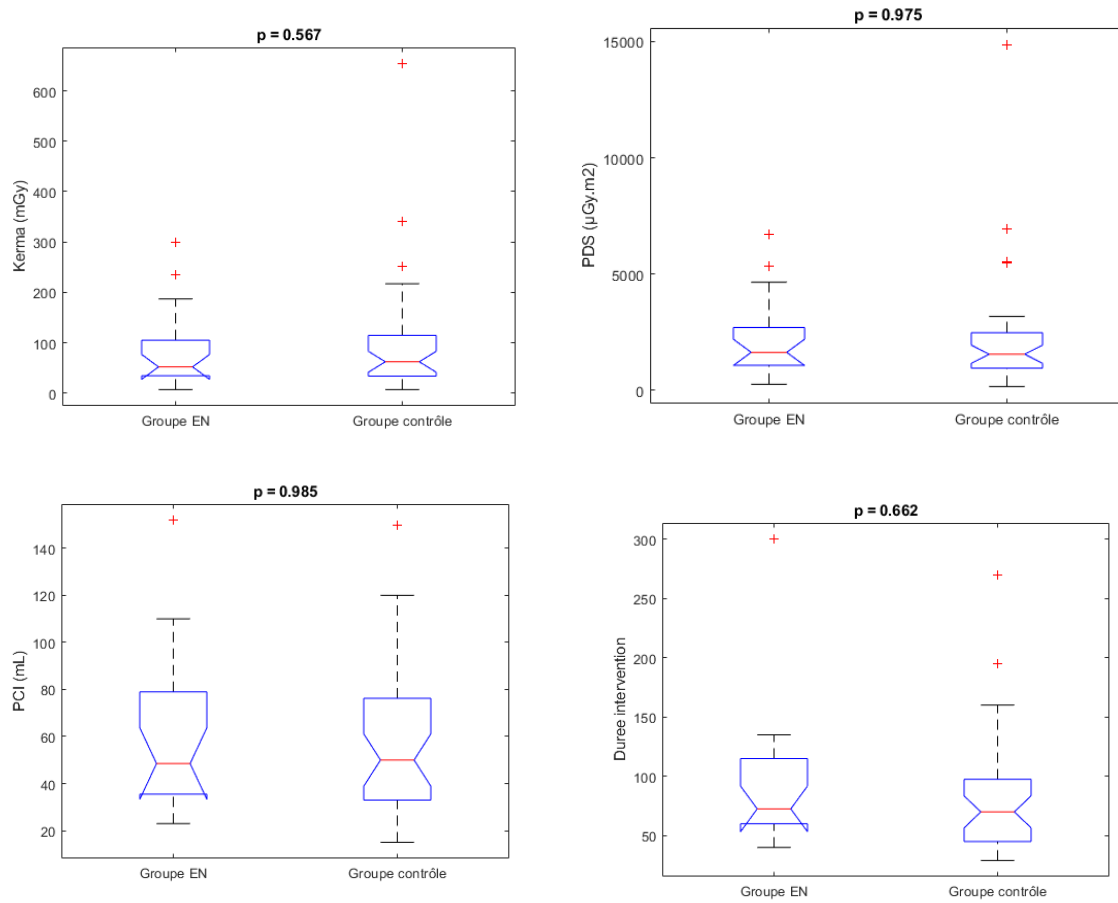 p = 0.567
600
500
400
300
200
100
0
Kerma (mGy)
Groupe EN
Groupe contrôle
p = 0.975
15000
10000
5000
0
PDS (µGy.m2)
Groupe EN
Groupe contrôle
p = 0.985
140
120
100
80
60
40
20
PCI (mL)
Groupe EN
Groupe contrôle
p = 0.662
300
250
200
150
100
50
Duree intervention
Groupe EN
Groupe contrôle